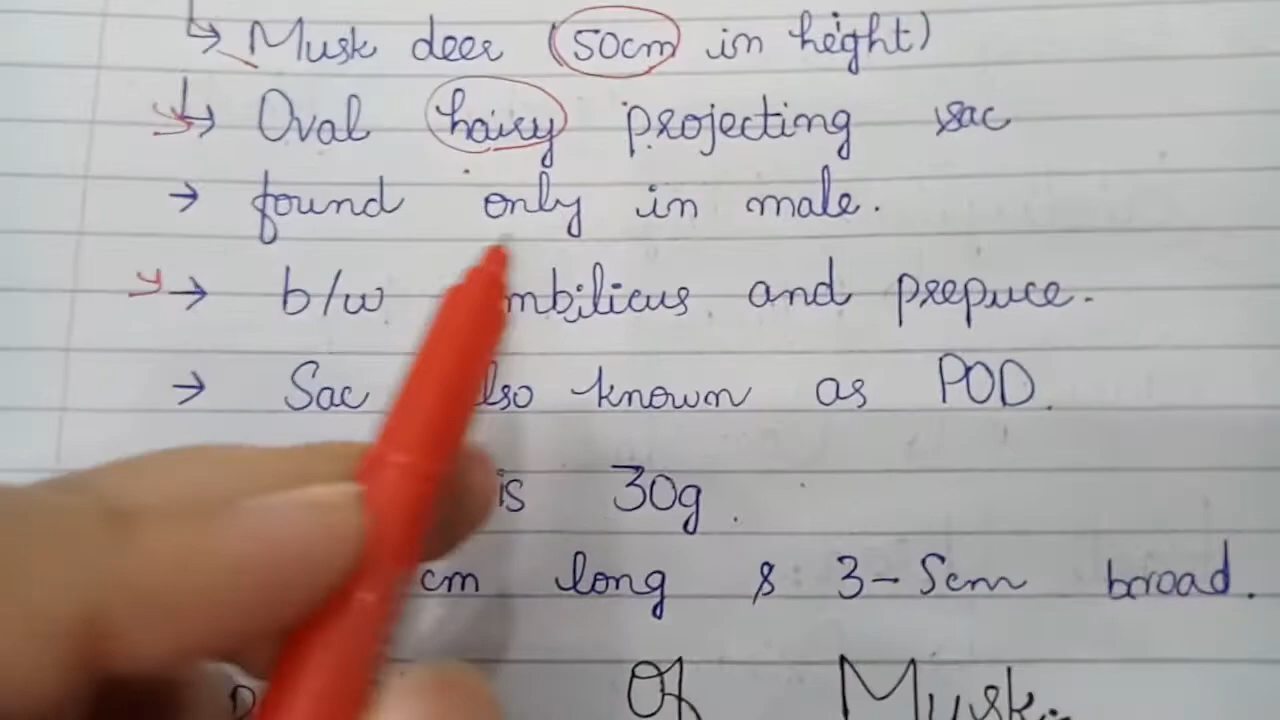 ↳ Musk deer (50cm in height)
↳ Oval hairy projecting sac
→ found only in male.
→ b/w mbilicus and prepuce.
→ Sac lso known as POD.
is 30g.
cm long & 3-5cm broad.
Of Musk: